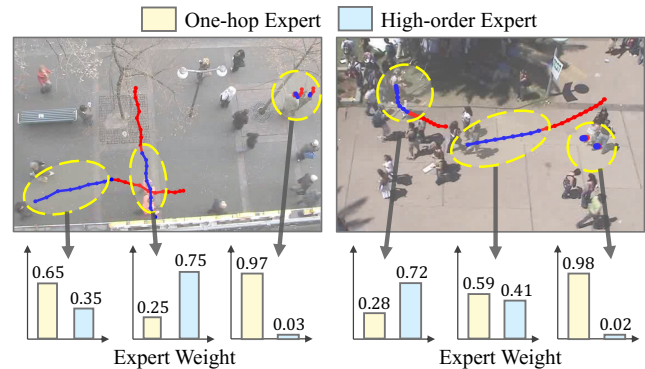 One-hop Expert High-order Expert
0.65 0.35 0.25 0.75 0.97 0.03
0.28 0.72 0.59 0.41 0.98 0.02
Expert Weight Expert Weight